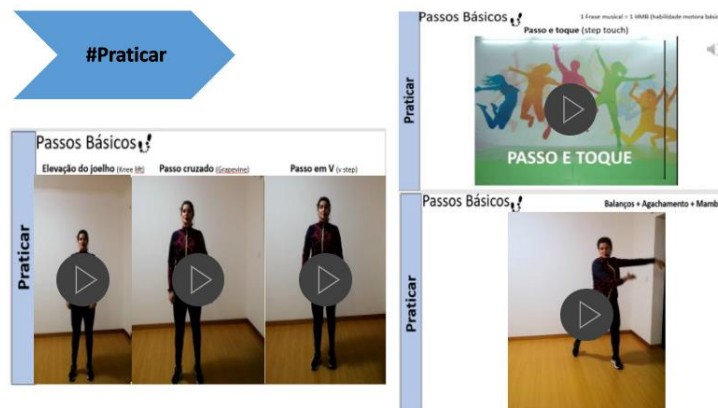 #Praticar
Praticar
Passos Básicos
Elevação do joelho (Knee lift)
Passo cruzado (Grapevine)
Passo em V (v step)
Praticar
Passos Básicos
1 Frase musical = 1 HMB (habilidade motora básic
Passo e toque (step touch)
PASSO E TOQUE
Praticar
Passos Básicos
Balanços + Agachamento + Mamb